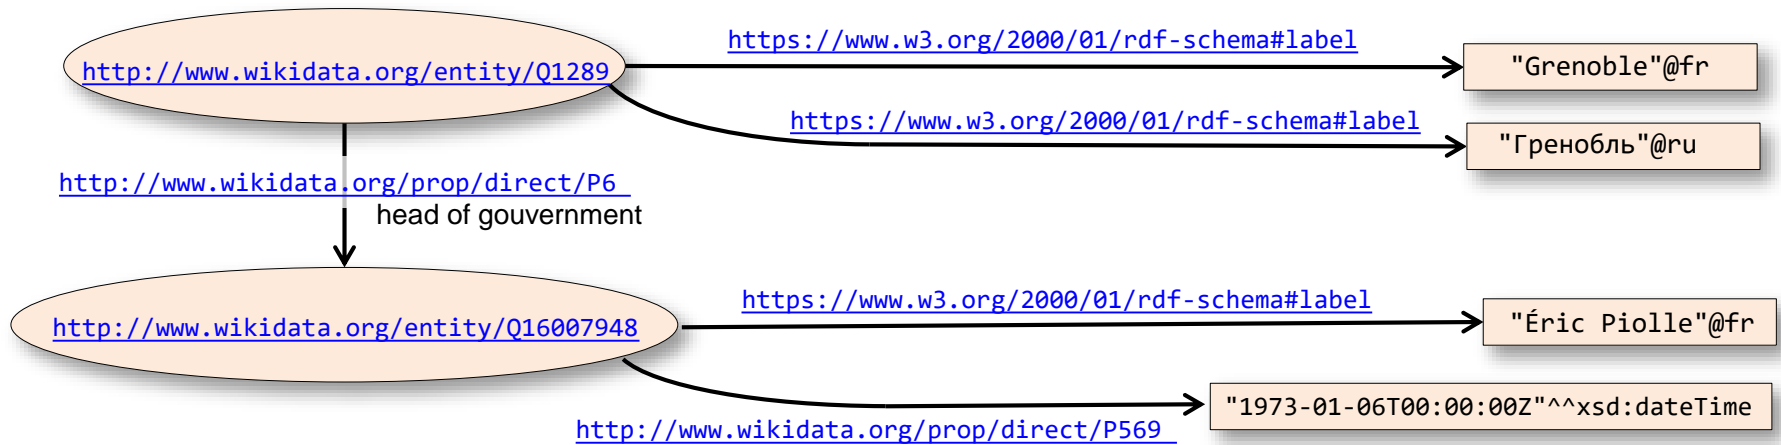 https://www.w3.org/2000/01/rdf-schema#label
http://www.wikidata.org/entity/Q1289
"Grenoble"@fr
https://www.w3.org/2000/01/rdf-schema#label
"Гренобль"@ru
http://www.wikidata.org/prop/direct/P6
head of gouvernment
https://www.w3.org/2000/01/rdf-schema#label
http://www.wikidata.org/entity/Q16007948
"Éric Piolle"@fr
"1973-01-06T00:00:00Z"^^xsd:dateTime
http://www.wikidata.org/prop/direct/P569